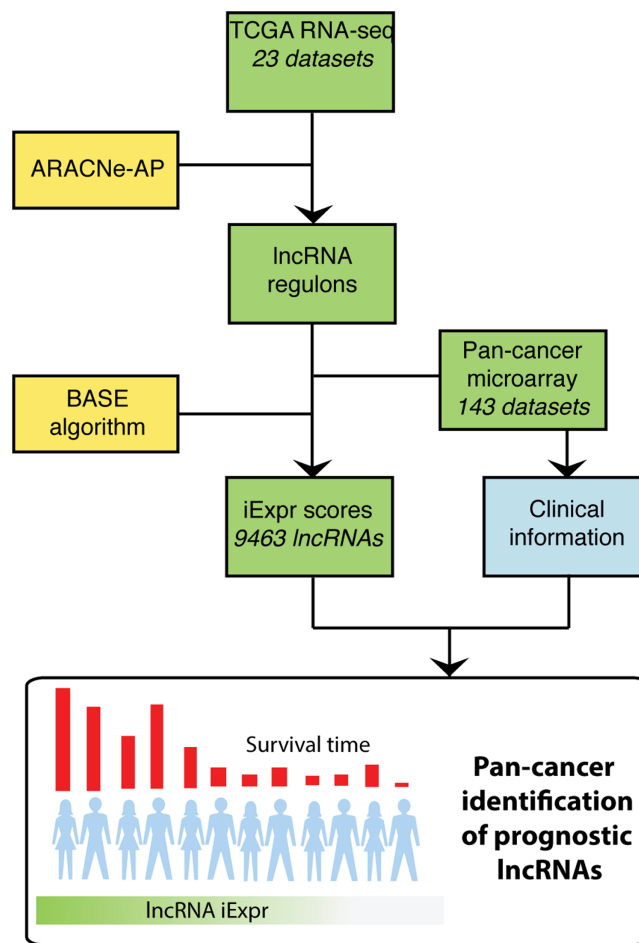 TCGA RNA-seq
23 datasets
ARACNe-AP
lncRNA
regulons
Pan-cancer
microarray
143 datasets
BASE
algorithm
iExpr scores
9463 lncRNAs
Clinical
information
Survival time
Pan-cancer
identification
of prognostic
lncRNAs
lncRNA iExpr